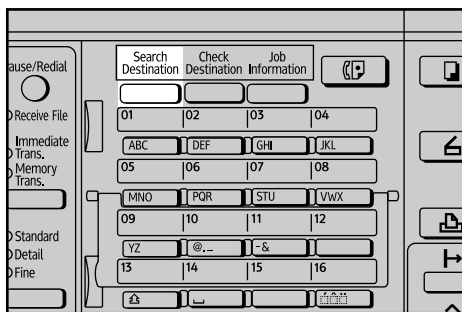 Search Destination
Check Destination
Job Information
ause/Redial
Receive File
Immediate Trans.
Memory Trans.
Standard
Detail
Fine
01 02 03 04
ABC DEF GHI JKL
05 06 07 08
MNO PQR STU VWX
09 10 11 12
YZ @._ -&
13 14 15 16